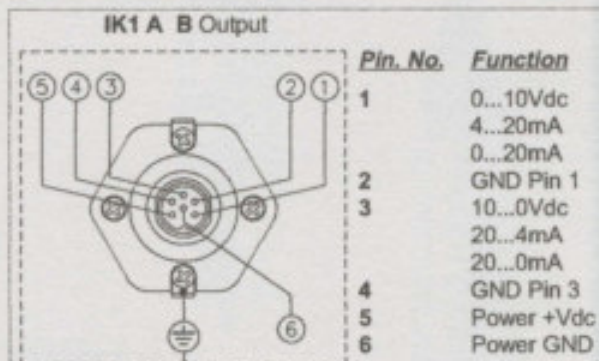 IK1 A B Output
Pin. No. Function
5 4 3 2 1
1 0...10Vdc
4...20mA
0...20mA
2 GND Pin 1
3 10...0Vdc
20...4mA
20...0mA
4 GND Pin 3
5 Power +Vdc
6 Power GND
6